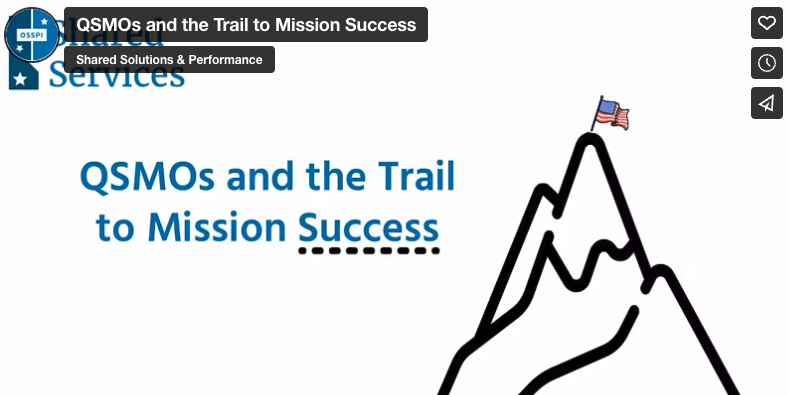 QSMOs and the Trail to Mission Success
OSSPI
Shared
Shared Solutions & Performance
Services
QSMOs and the Trail
to Mission Success